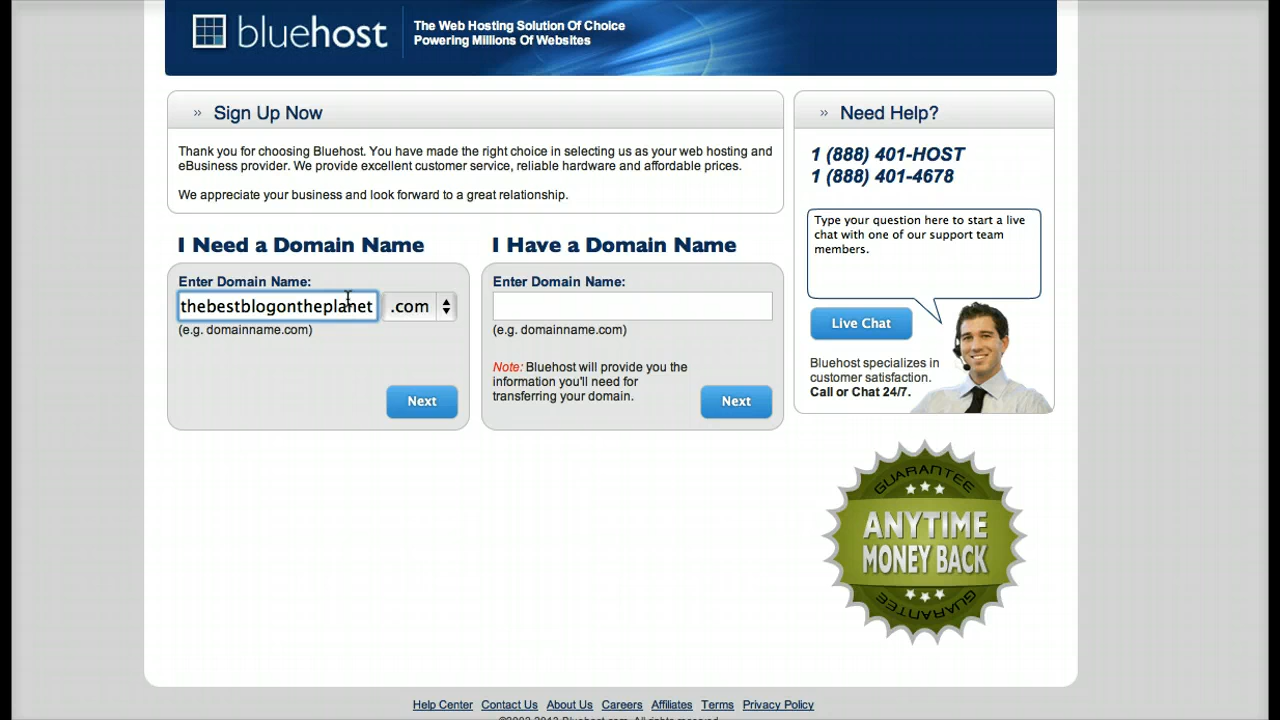 bluehost
The Web Hosting Solution Of Choice
Powering Millions Of Websites
» Sign Up Now
Thank you for choosing Bluehost. You have made the right choice in selecting us as your web hosting and
eBusiness provider. We provide excellent customer service, reliable hardware and affordable prices.
We appreciate your business and look forward to a great relationship.
I Need a Domain Name
Enter Domain Name:
thebestblogontheplanet .com
(e.g. domainname.com)
Next
I Have a Domain Name
Enter Domain Name:
(e.g. domainname.com)
Note: Bluehost will provide you the
information you'll need for
transferring your domain.
Next
» Need Help?
1 (888) 401-HOST
1 (888) 401-4678
Type your question here to start a live
chat with one of our support team
members.
Live Chat
Bluehost specializes in
customer satisfaction.
Call or Chat 24/7.
GUARANTEE
ANYTIME
MONEY BACK
GUARANTEE
Help Center Contact Us About Us Careers Affiliates Terms Privacy Policy